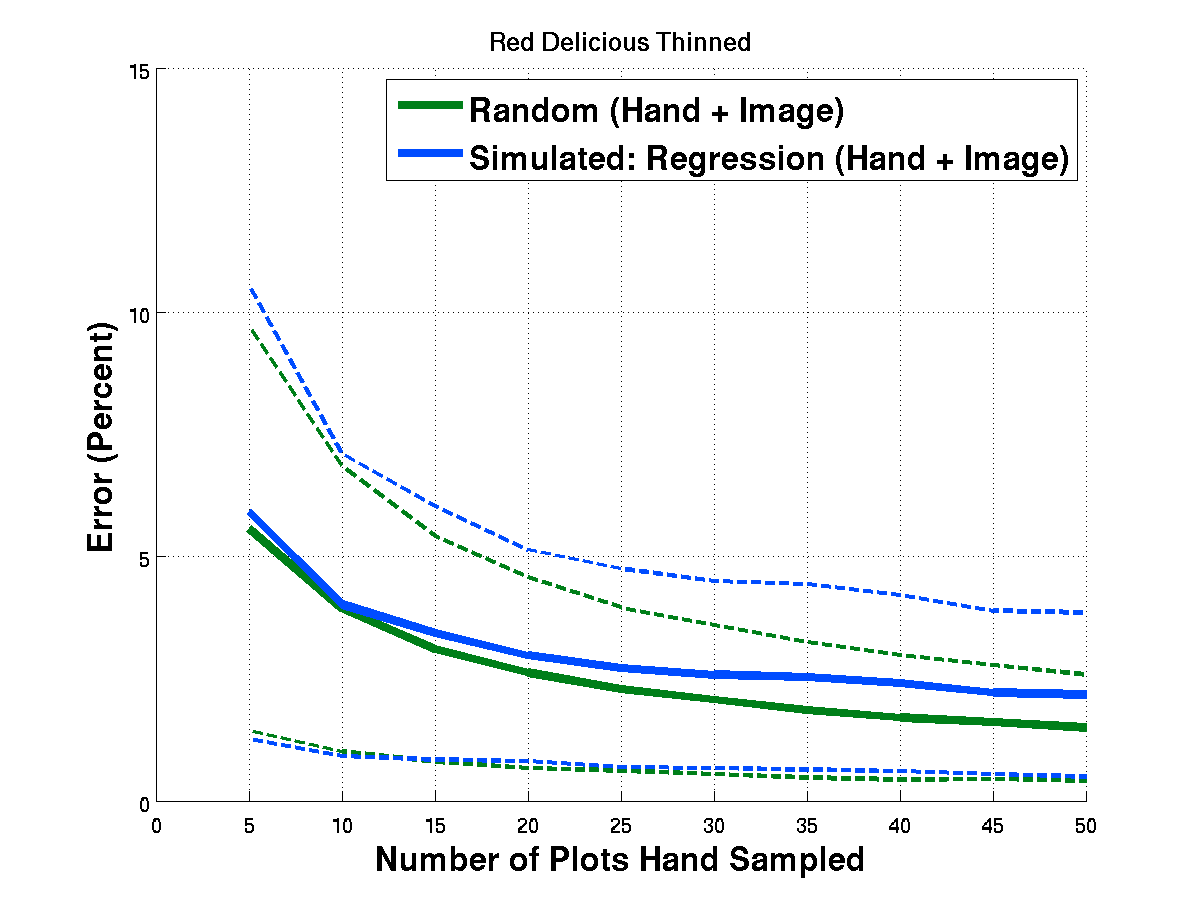 Red Delicious Thinned
15
Random (Hand + Image)
Simulated: Regression (Hand + Image)
10
Error (Percent)
5
0
0 5 10 15 20 25 30 35 40 45 50
Number of Plots Hand Sampled